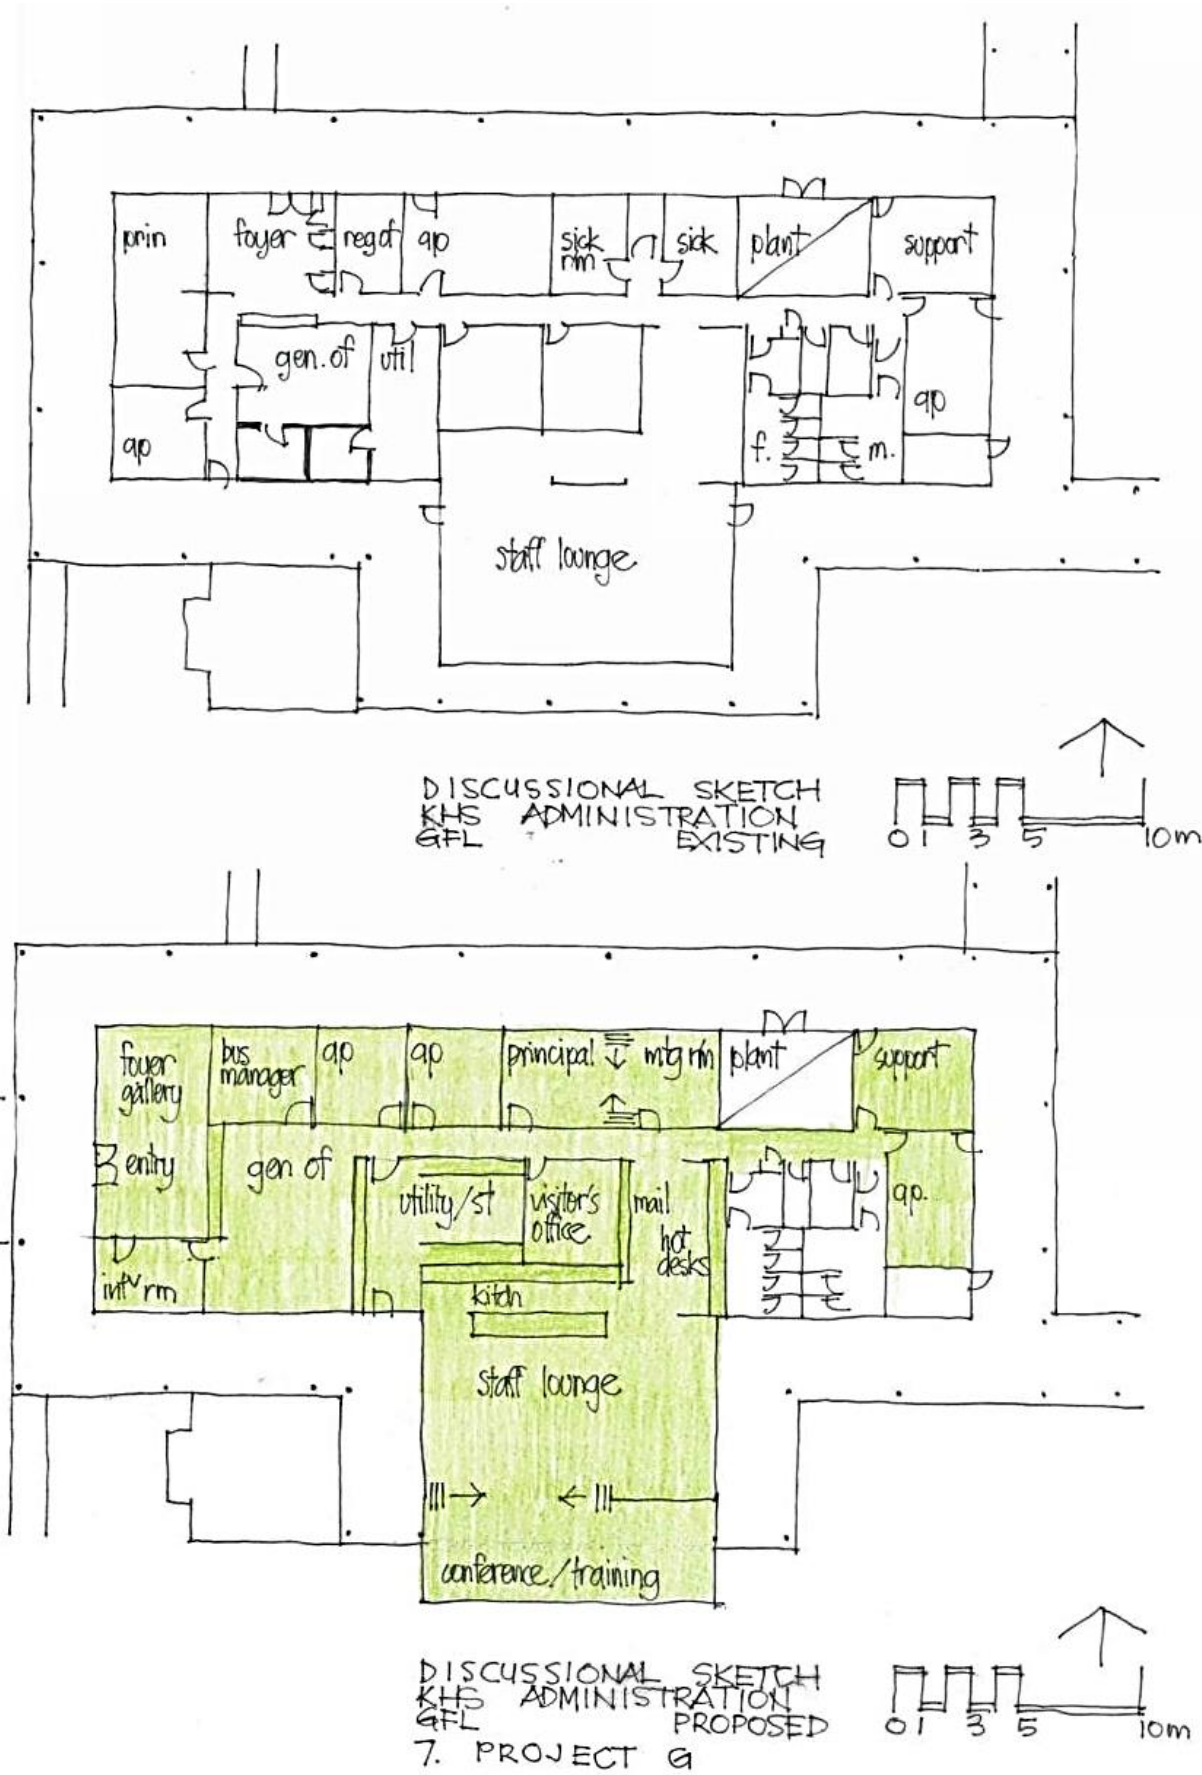 prin foyer reg of ap sick rm sick plant support
gen. of util
ap ap
f. m.
staff lounge
DISCUSSIONAL SKETCH
KHS ADMINISTRATION
GFL EXISTING
0 1 3 5 10m
foyer gallery bus manager ap ap principal mtg rm plant support
entry gen of utility/st visitor's office mail ap.
hot desks
intv rm kitch
staff lounge
conference/training
DISCUSSIONAL SKETCH
KHS ADMINISTRATION
GFL PROPOSED
0 1 3 5 10m
7. PROJECT G